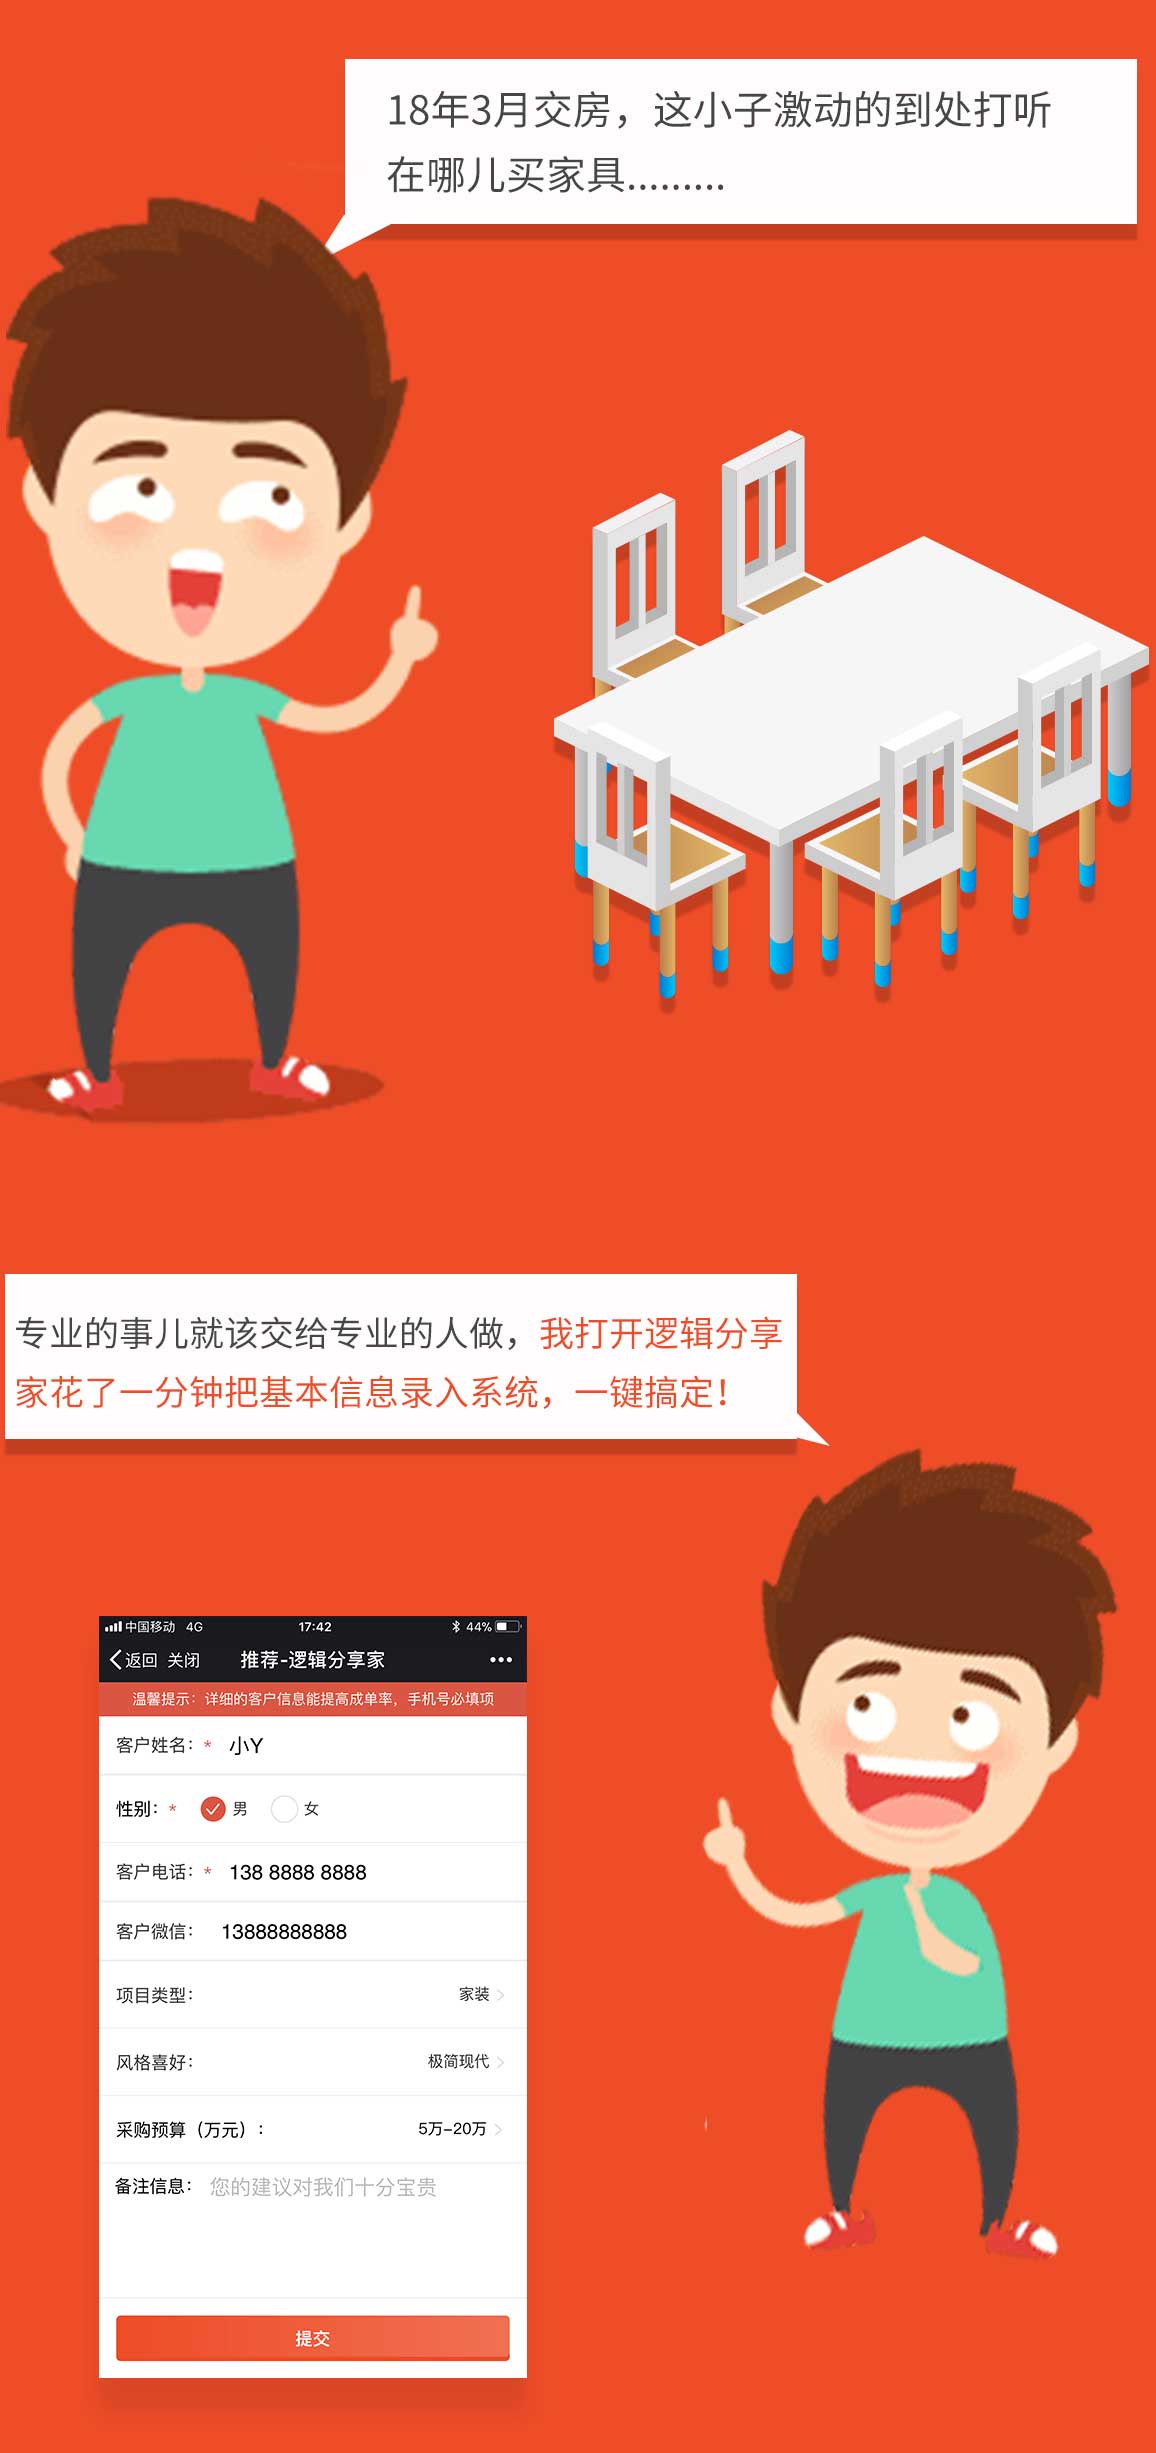 18年3月交房，这小子激动的到处打听
在哪儿买家具.........
专业的事儿就该交给专业的人做，我打开逻辑分享
家花了一分钟把基本信息录入系统，一键搞定！
中国移动 4G 17:42 44%
返回 关闭 推荐-逻辑分享家 •••
温馨提示：详细的客户信息能提高成单率，手机号必填项
客户姓名：* 小Y
性别：* 男 女
客户电话：* 138 8888 8888
客户微信： 13888888888
项目类型： 家装
风格喜好： 极简现代
采购预算（万元）： 5万-20万
备注信息： 您的建议对我们十分宝贵
提交